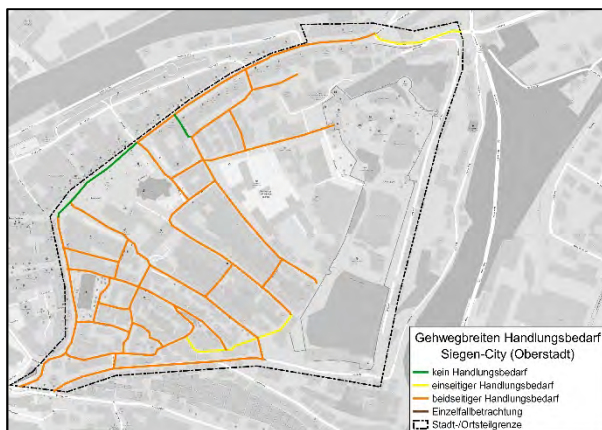 Gehwegbreiten Handlungsbedarf
Siegen-City (Oberstadt)
kein Handlungsbedarf
einseitiger Handlungsbedarf
beidseitiger Handlungsbedarf
Einzelfallbetrachtung
Stadt-/Ortsteilgrenze